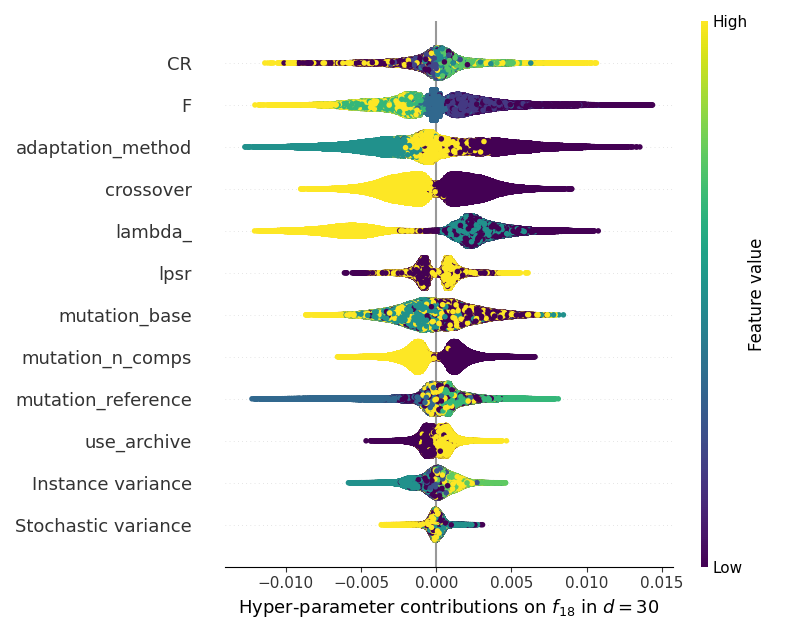 High
CR
F
adaptation_method
crossover
lambda_
lpsr
mutation_base
mutation_n_comps
mutation_reference
use_archive
Instance variance
Stochastic variance
Feature value
Low
−0.010 −0.005 0.000 0.005 0.010 0.015
Hyper-parameter contributions on f₁₈ in d = 30